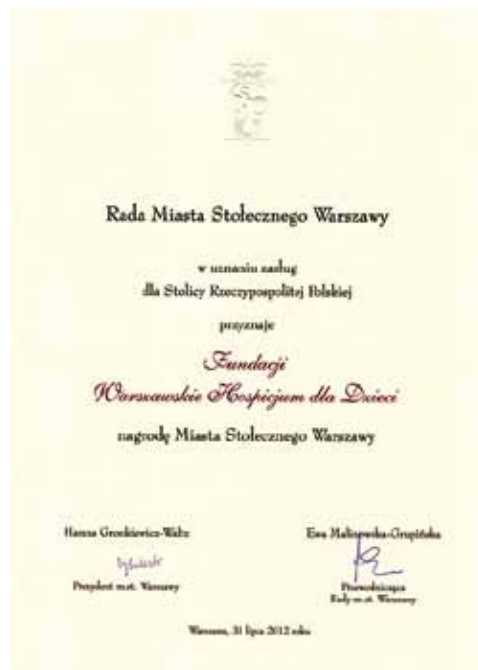 Rada Miasta Stołecznego Warszawy
w uznaniu zasług
dla Stolicy Rzeczypospolitej Polskiej
przyznaje
Fundacji
Warszawskie Hospicjum dla Dzieci
nagrodę Miasta Stołecznego Warszawy
Hanna Gronkiewicz-Waltz
Ewa Malinowska-Grupińska
Prezydent m.st. Warszawy
Przewodnicząca
Rady m.st. Warszawy
Warszawa, 31 lipca 2012 roku